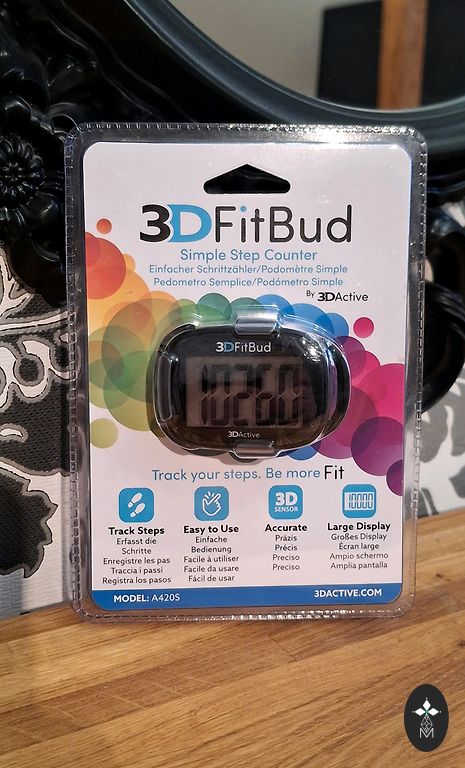 3DFitBud
Simple Step Counter
Einfacher Schrittzähler/Podomètre Simple
Pedometro Semplice/Podómetro Simple
By 3DActive
3DFitBud
10260
3DActive
Track your steps. Be more Fit
3D
SENSOR
10000
Track Steps
Erfasst die
Schritte
Enregistre les pas
Traccia i passi
Registra los pasos
Easy to Use
Einfache
Bedienung
Facile à utiliser
Facile da usare
Fácil de usar
Accurate
Präzis
Précis
Preciso
Preciso
Large Display
Großes Display
Écran large
Ampio schermo
Amplia pantalla
MODEL: A420S
3DACTIVE.COM
M